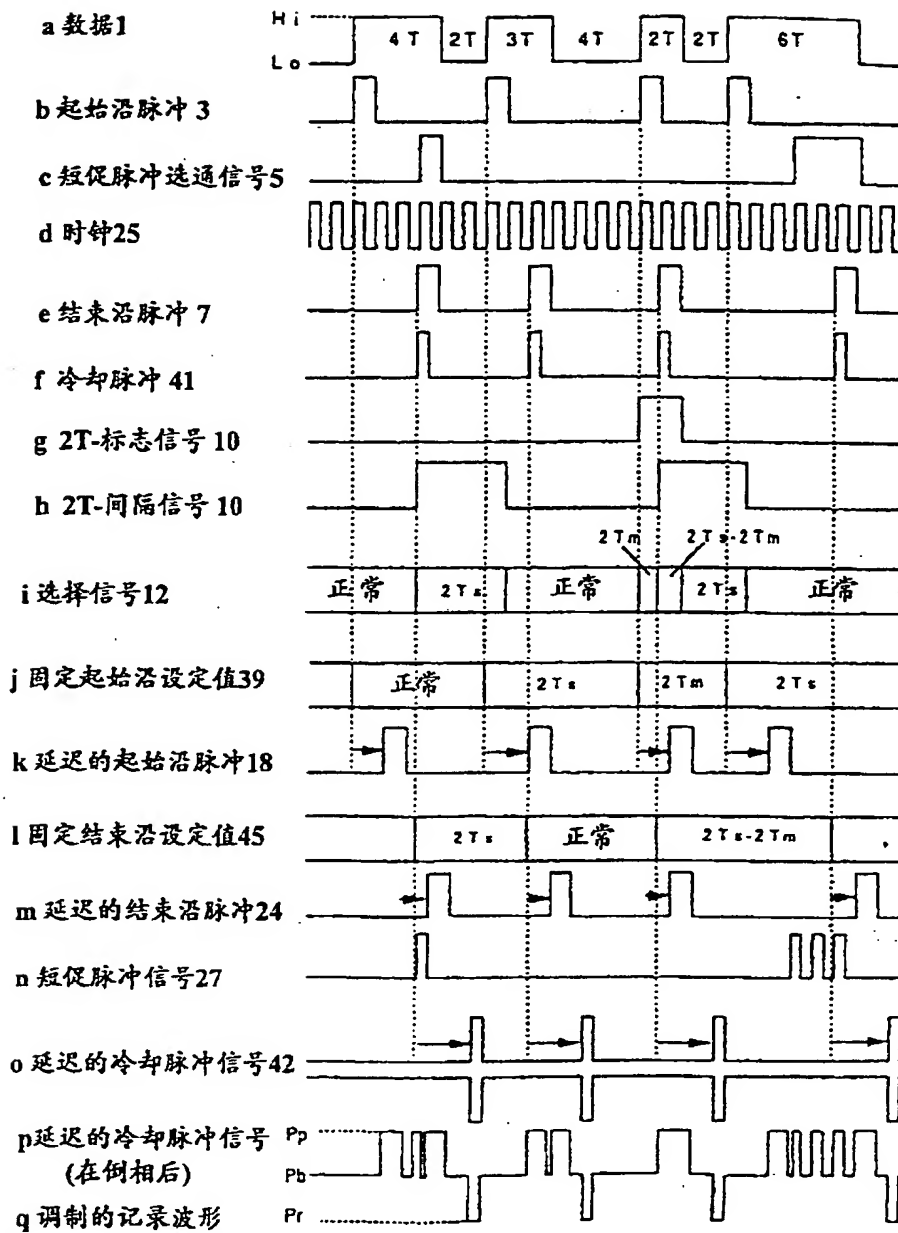 a 数据1
Hi
4T 2T 3T 4T 2T 2T 6T
Lo
b 起始沿脉冲 3
c 短促脉冲选通信号5
d 时钟25
e 结束沿脉冲 7
f 冷却脉冲 41
g 2T-标志信号 10
h 2T-间隔信号 10
2Tm 2Ts-2Tm
i 选择信号12
正常 2Ts 正常 2Ts 正常
j 固定起始沿设定值39
正常 2Ts 2Tm 2Ts
k 延迟的起始沿脉冲18
l 固定结束沿设定值45
2Ts 正常 2Ts-2Tm
m 延迟的结束沿脉冲24
n 短促脉冲信号27
o 延迟的冷却脉冲信号42
p延迟的冷却脉冲信号
(在倒相后)
Pp
Pb
q 调制的记录波形
Pr